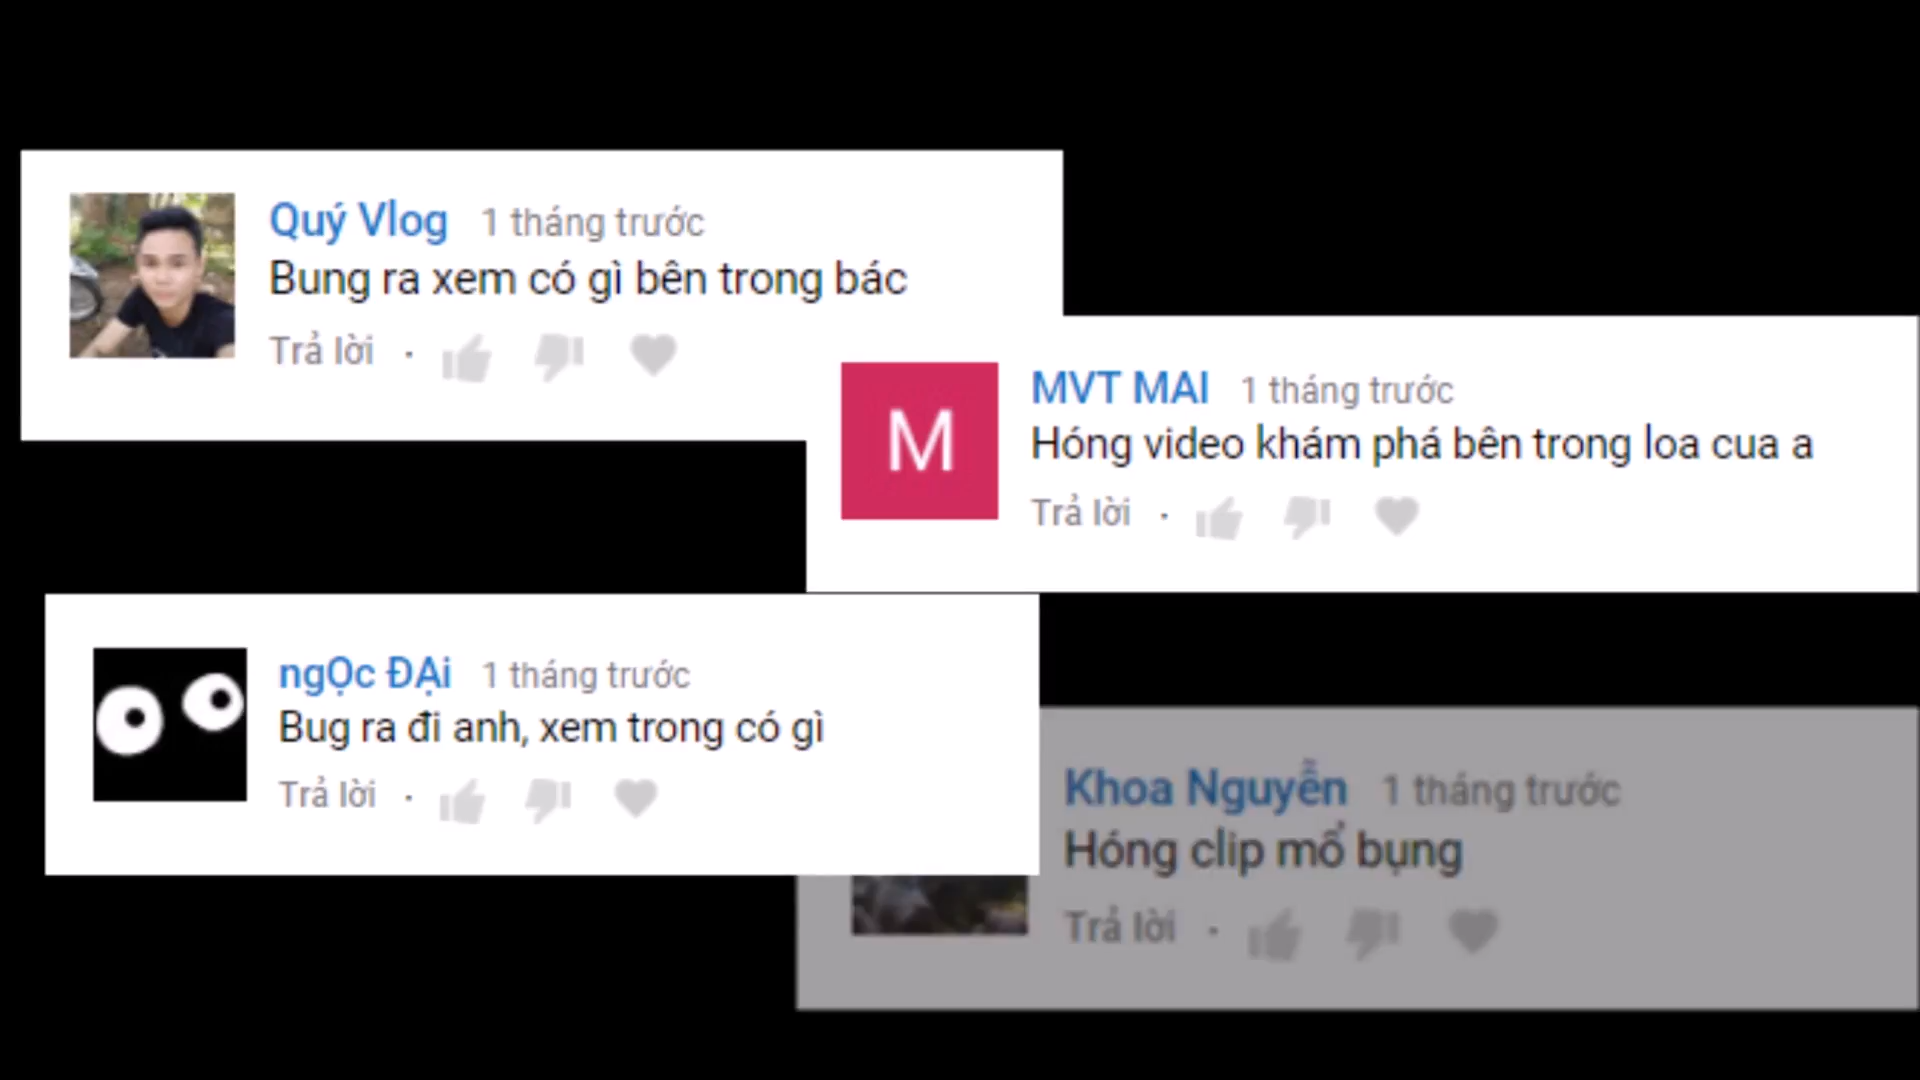 Quý Vlog 1 tháng trước
Bung ra xem có gì bên trong bác
Trả lời ·
M
MVT MAI 1 tháng trước
Hóng video khám phá bên trong loa cua a
Trả lời ·
ngỌc ĐẠi 1 tháng trước
Bug ra đi anh, xem trong có gì
Trả lời ·
Khoa Nguyễn 1 tháng trước
Hóng clip mổ bụng
Trả lời ·